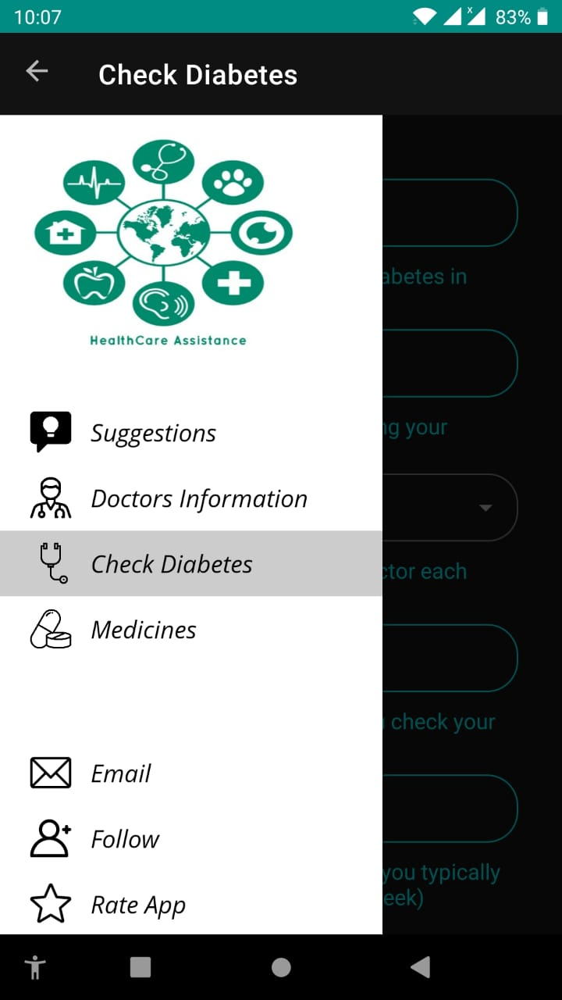 10:07
x
83%
Check Diabetes
HealthCare Assistance
abetes in
Suggestions
ng your
Doctors Information
Check Diabetes
ctor each
Medicines
check your
Email
Follow
you typically
eek)
Rate App